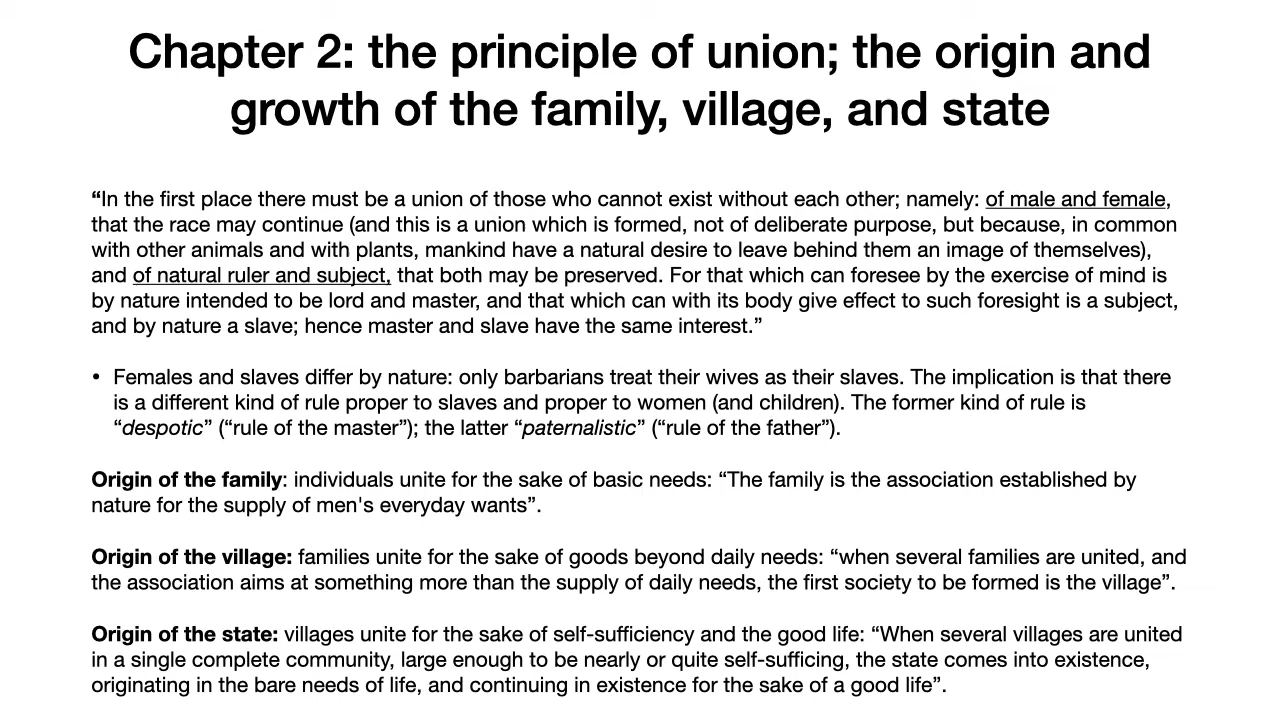 Chapter 2: the principle of union; the origin and
growth of the family, village, and state
“In the first place there must be a union of those who cannot exist without each other; namely: of male and female,
that the race may continue (and this is a union which is formed, not of deliberate purpose, but because, in common
with other animals and with plants, mankind have a natural desire to leave behind them an image of themselves),
and of natural ruler and subject, that both may be preserved. For that which can foresee by the exercise of mind is
by nature intended to be lord and master, and that which can with its body give effect to such foresight is a subject,
and by nature a slave; hence master and slave have the same interest.”
• Females and slaves differ by nature: only barbarians treat their wives as their slaves. The implication is that there
is a different kind of rule proper to slaves and proper to women (and children). The former kind of rule is
“despotic” (“rule of the master”); the latter “paternalistic” (“rule of the father”).
Origin of the family: individuals unite for the sake of basic needs: “The family is the association established by
nature for the supply of men's everyday wants”.
Origin of the village: families unite for the sake of goods beyond daily needs: “when several families are united, and
the association aims at something more than the supply of daily needs, the first society to be formed is the village”.
Origin of the state: villages unite for the sake of self-sufficiency and the good life: “When several villages are united
in a single complete community, large enough to be nearly or quite self-sufficing, the state comes into existence,
originating in the bare needs of life, and continuing in existence for the sake of a good life”.